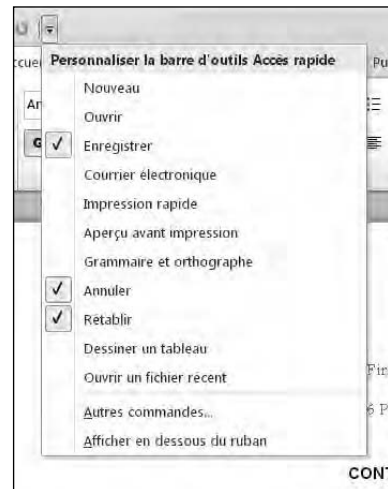 Personnaliser la barre d'outils Accès rapide
Nouveau
Ouvrir
Enregistrer
Courrier électronique
Impression rapide
Aperçu avant impression
Grammaire et orthographe
Annuler
Rétablir
Dessiner un tableau
Ouvrir un fichier récent
Autres commandes...
Afficher en dessous du ruban